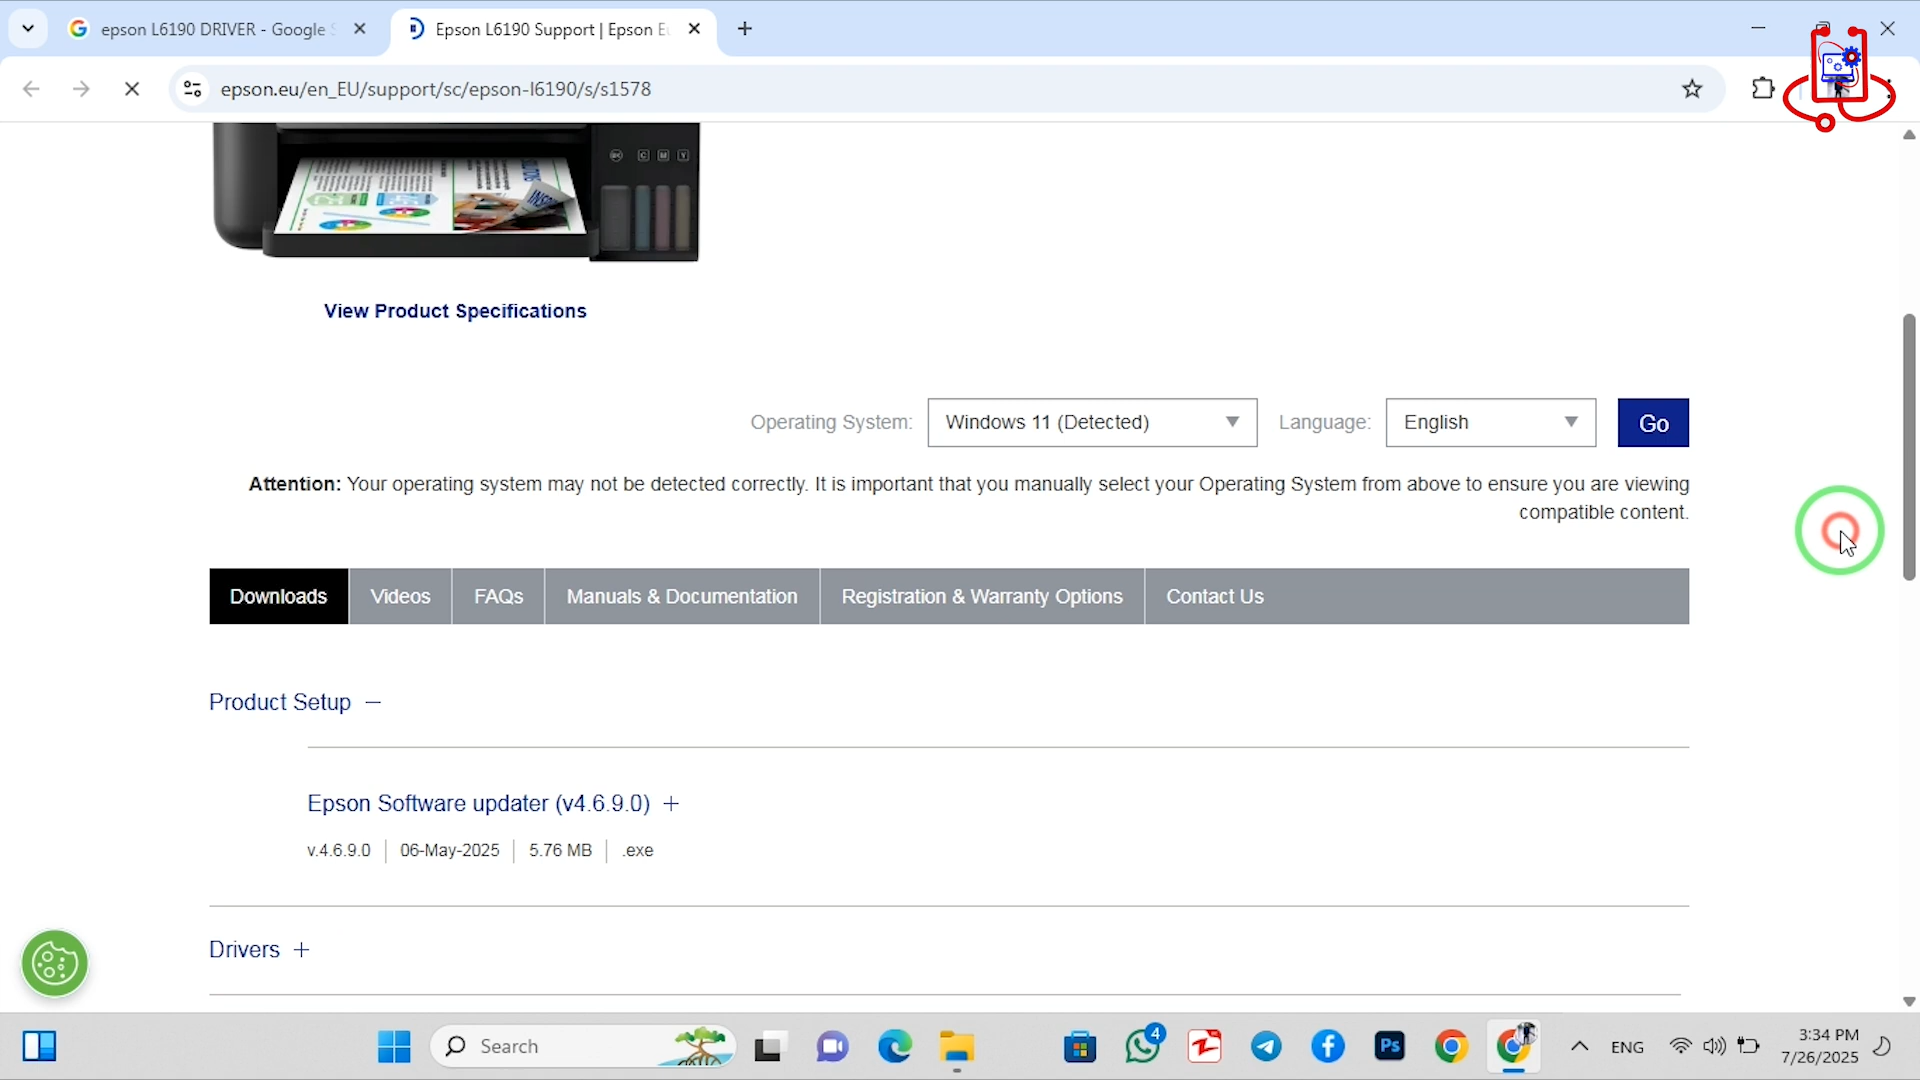 epson L6190 DRIVER - Google S
Epson L6190 Support | Epson Eu
epson.eu/en_EU/support/sc/epson-l6190/s/s1578
BK C M Y
View Product Specifications
Operating System: Windows 11 (Detected) Language: English Go
Attention: Your operating system may not be detected correctly. It is important that you manually select your Operating System from above to ensure you are viewing
compatible content.
Downloads Videos FAQs Manuals & Documentation Registration & Warranty Options Contact Us
Product Setup −
Epson Software updater (v4.6.9.0) +
v.4.6.9.0 | 06-May-2025 | 5.76 MB | .exe
Drivers +
Search
4
Ps
ENG
3:34 PM
7/26/2025